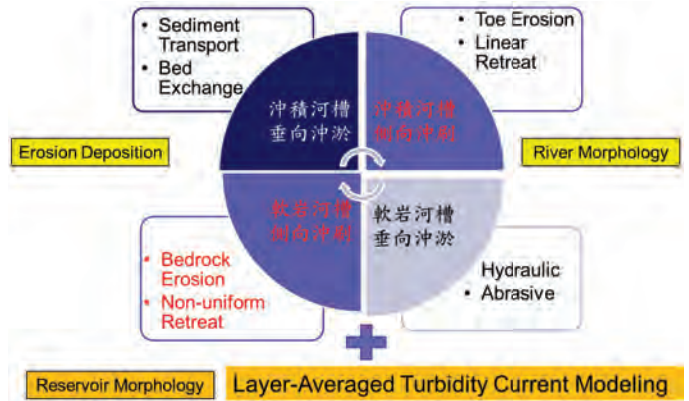 • Sediment
Transport
• Bed
Exchange
• Toe Erosion
• Linear
Retreat
沖積河槽
垂向沖淤
沖積河槽
側向沖刷
Erosion Deposition
River Morphology
軟岩河槽
側向沖刷
軟岩河槽
垂向沖淤
• Bedrock
Erosion
• Non-uniform
Retreat
Hydraulic
• Abrasive
Reservoir Morphology
Layer-Averaged Turbidity Current Modeling